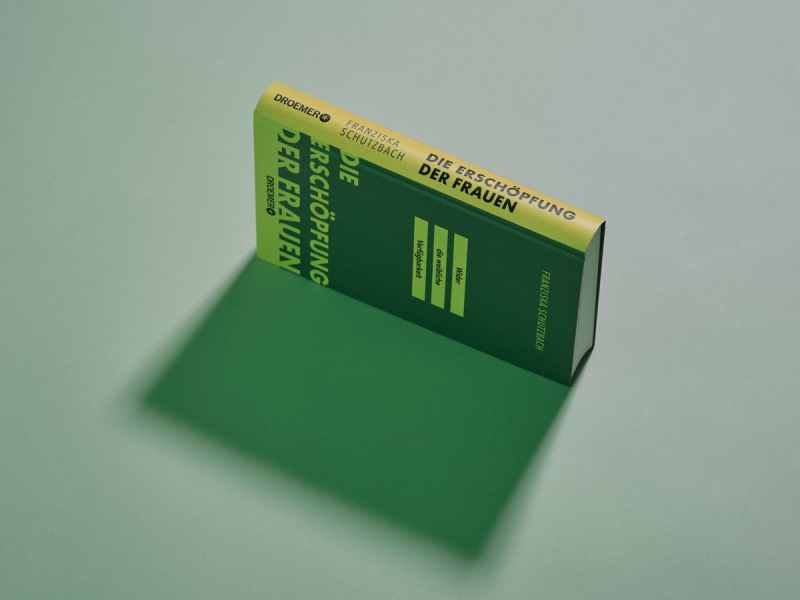 DROEMER
FRANZISKA
SCHUTZBACH
DIE ERSCHÖPFUNG
DER FRAUEN
FRANZISKA SCHUTZBACH
Wider
die weibliche
Verfügbarkeit
DIE
ERSCHÖPFUNG
DER FRAUEN
DROEMER